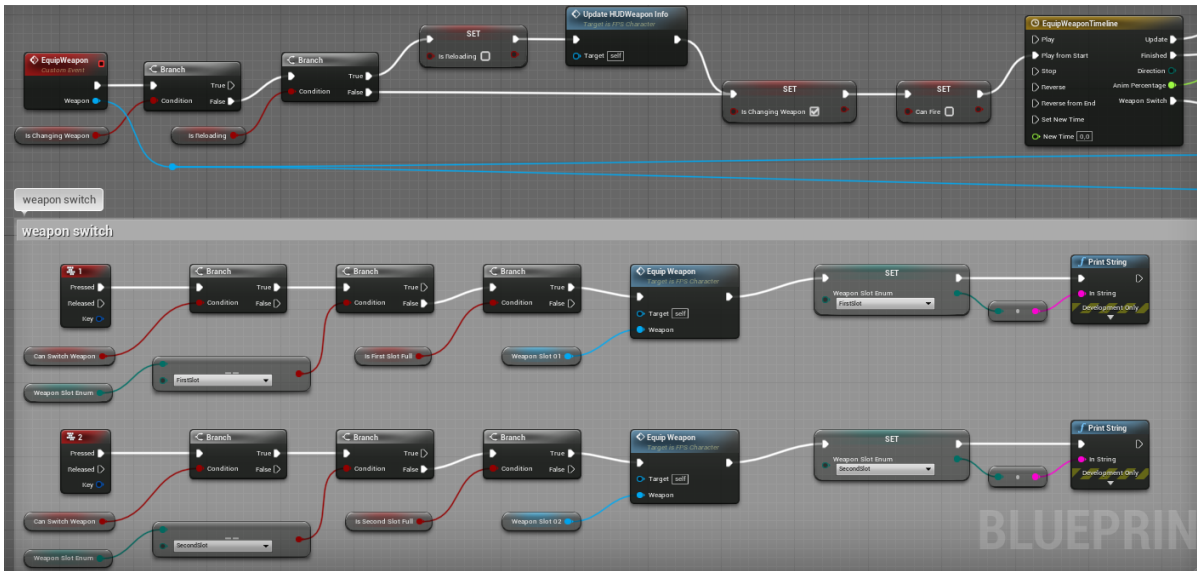 EquipWeapon
Custom Event
Weapon
Is Changing Weapon
Branch
Condition
True
False
Is Reloading
Branch
Condition
True
False
SET
Is Reloading
Update HUDWeapon Info
Target is FPS Character
Target self
SET
Is Changing Weapon
SET
Can Fire
EquipWeaponTimeline
Play
Play from Start
Stop
Reverse
Reverse from End
Set New Time
New Time 0,0
Update
Finished
Direction
Anim Percentage
Weapon Switch
weapon switch
weapon switch
1
Pressed
Released
Key
Can Switch Weapon
Weapon Slot Enum
Branch
Condition
True
False
==
FirstSlot
Branch
Condition
True
False
Is First Slot Full
Branch
Condition
True
False
Weapon Slot 01
Equip Weapon
Target is FPS Character
Target self
Weapon
SET
Weapon Slot Enum
FirstSlot
Print String
In String
Development Only
2
Pressed
Released
Key
Can Switch Weapon
Weapon Slot Enum
Branch
Condition
True
False
==
SecondSlot
Branch
Condition
True
False
Is Second Slot Full
Branch
Condition
True
False
Weapon Slot 02
Equip Weapon
Target is FPS Character
Target self
Weapon
SET
Weapon Slot Enum
SecondSlot
Print String
In String
Development Only
BLUEPRIN